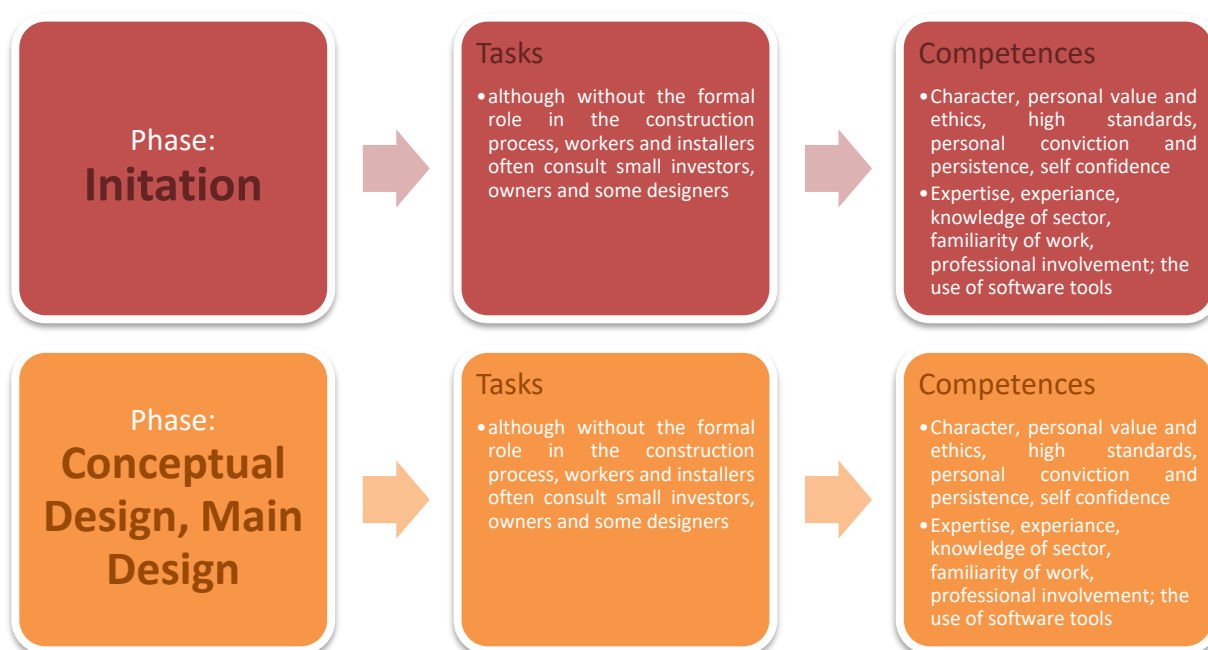 Phase:
Initation
Tasks
•although without the formal
role in the construction
process, workers and installers
often consult small investors,
owners and some designers
Competences
•Character, personal value and
ethics, high standards,
personal conviction and
persistence, self confidence
•Expertise, experiance,
knowledge of sector,
familiarity of work,
professional involvement; the
use of software tools
Phase:
Conceptual
Design, Main
Design
Tasks
•although without the formal
role in the construction
process, workers and installers
often consult small investors,
owners and some designers
Competences
•Character, personal value and
ethics, high standards,
personal conviction and
persistence, self confidence
•Expertise, experiance,
knowledge of sector,
familiarity of work,
professional involvement; the
use of software tools